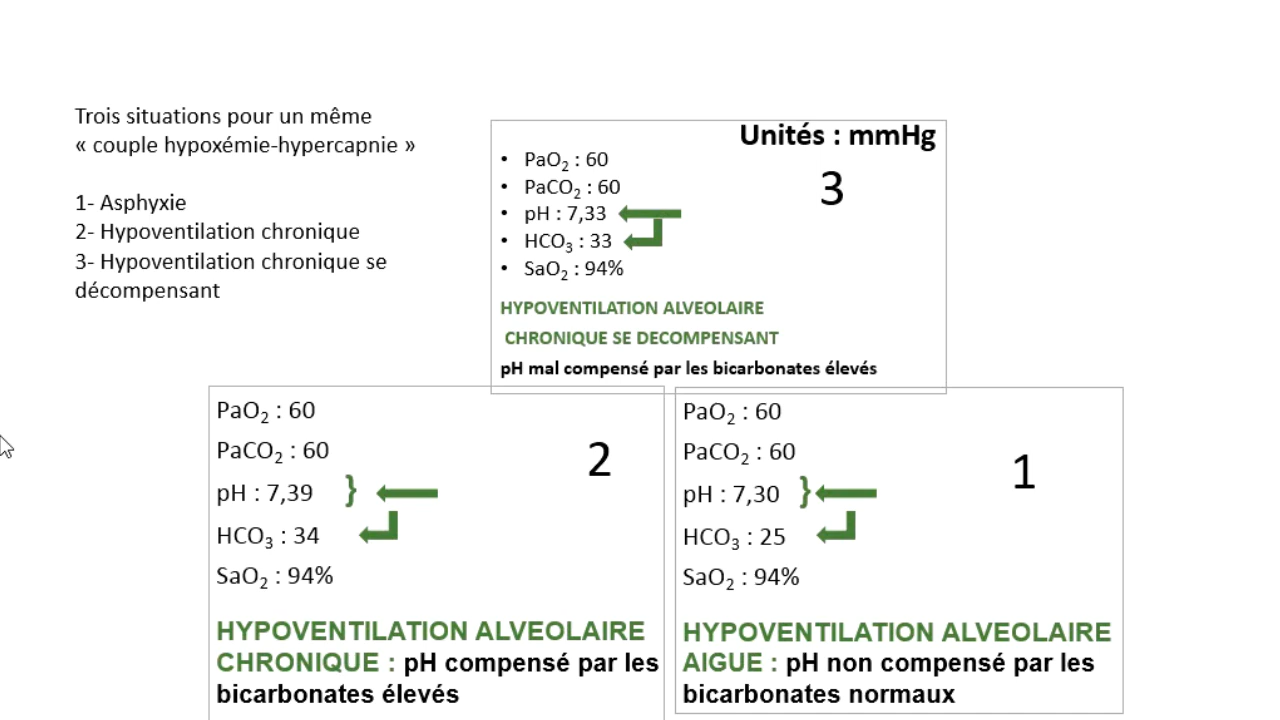 Trois situations pour un même
« couple hypoxémie-hypercapnie »
1- Asphyxie
2- Hypoventilation chronique
3- Hypoventilation chronique se
décompensant
Unités : mmHg
3
• PaO₂ : 60
• PaCO₂ : 60
• pH : 7,33
• HCO₃ : 33
• SaO₂ : 94%
HYPOVENTILATION ALVEOLAIRE
CHRONIQUE SE DECOMPENSANT
pH mal compensé par les bicarbonates élevés
2
PaO₂ : 60
PaCO₂ : 60
pH : 7,39 }
HCO₃ : 34
SaO₂ : 94%
HYPOVENTILATION ALVEOLAIRE
CHRONIQUE : pH compensé par les
bicarbonates élevés
1
PaO₂ : 60
PaCO₂ : 60
pH : 7,30 }
HCO₃ : 25
SaO₂ : 94%
HYPOVENTILATION ALVEOLAIRE
AIGUE : pH non compensé par les
bicarbonates normaux